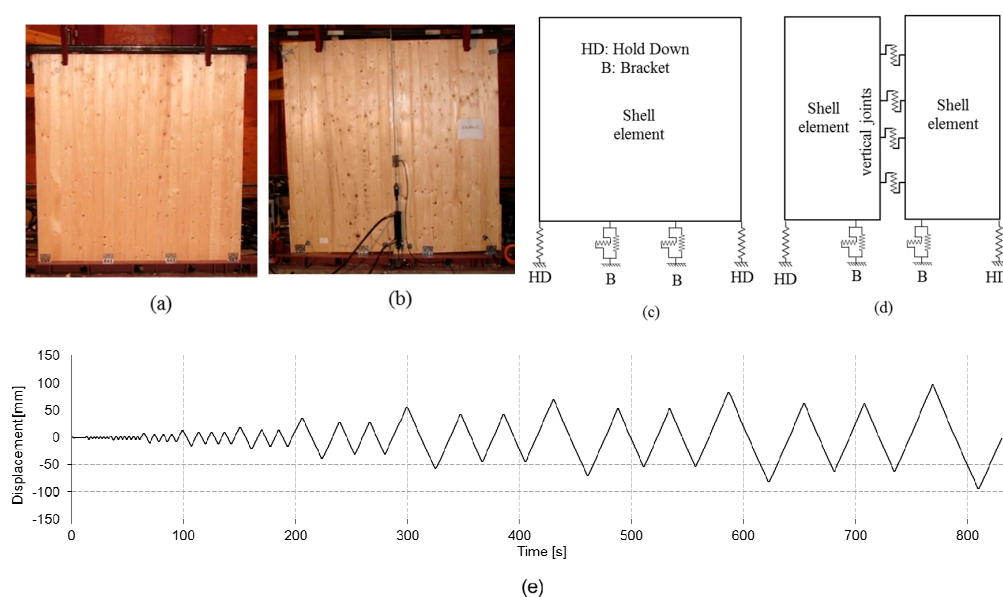 HD: Hold Down
B: Bracket
Shell
element
HD
B
B
HD
Shell
element
vertical joints
Shell
element
HD
B
B
HD
(a)
(b)
(c)
(d)
Displacement[mm]
150
100
50
0
-50
-100
-150
0
100
200
300
400
500
600
700
800
Time [s]
(e)